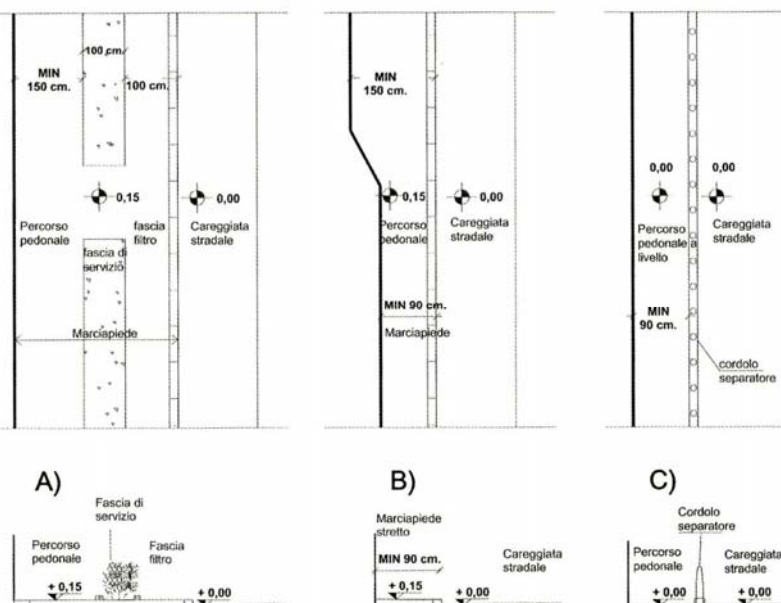 100 cm.
MIN
150 cm.
100 cm.
0,15
0,00
Percorso
pedonale
fascia
filtro
Careggiata
stradale
fascia di
servizio
Marciapiede
MIN
150 cm.
0,15
0,00
Percorso
pedonale
Careggiata
stradale
MIN 90 cm.
Marciapiede
0,00
0,00
Percorso
pedonale a
livello
Careggiata
stradale
MIN
90 cm.
cordolo
separatore
A)
Fascia di
servizio
Percorso
pedonale
Fascia
filtro
+ 0,15
+ 0,00
B)
Marciapiede
stretto
MIN 90 cm.
Careggiata
stradale
+ 0,15
+ 0,00
C)
Cordolo
separatore
Percorso
pedonale
Careggiata
stradale
+ 0,00
+ 0,00